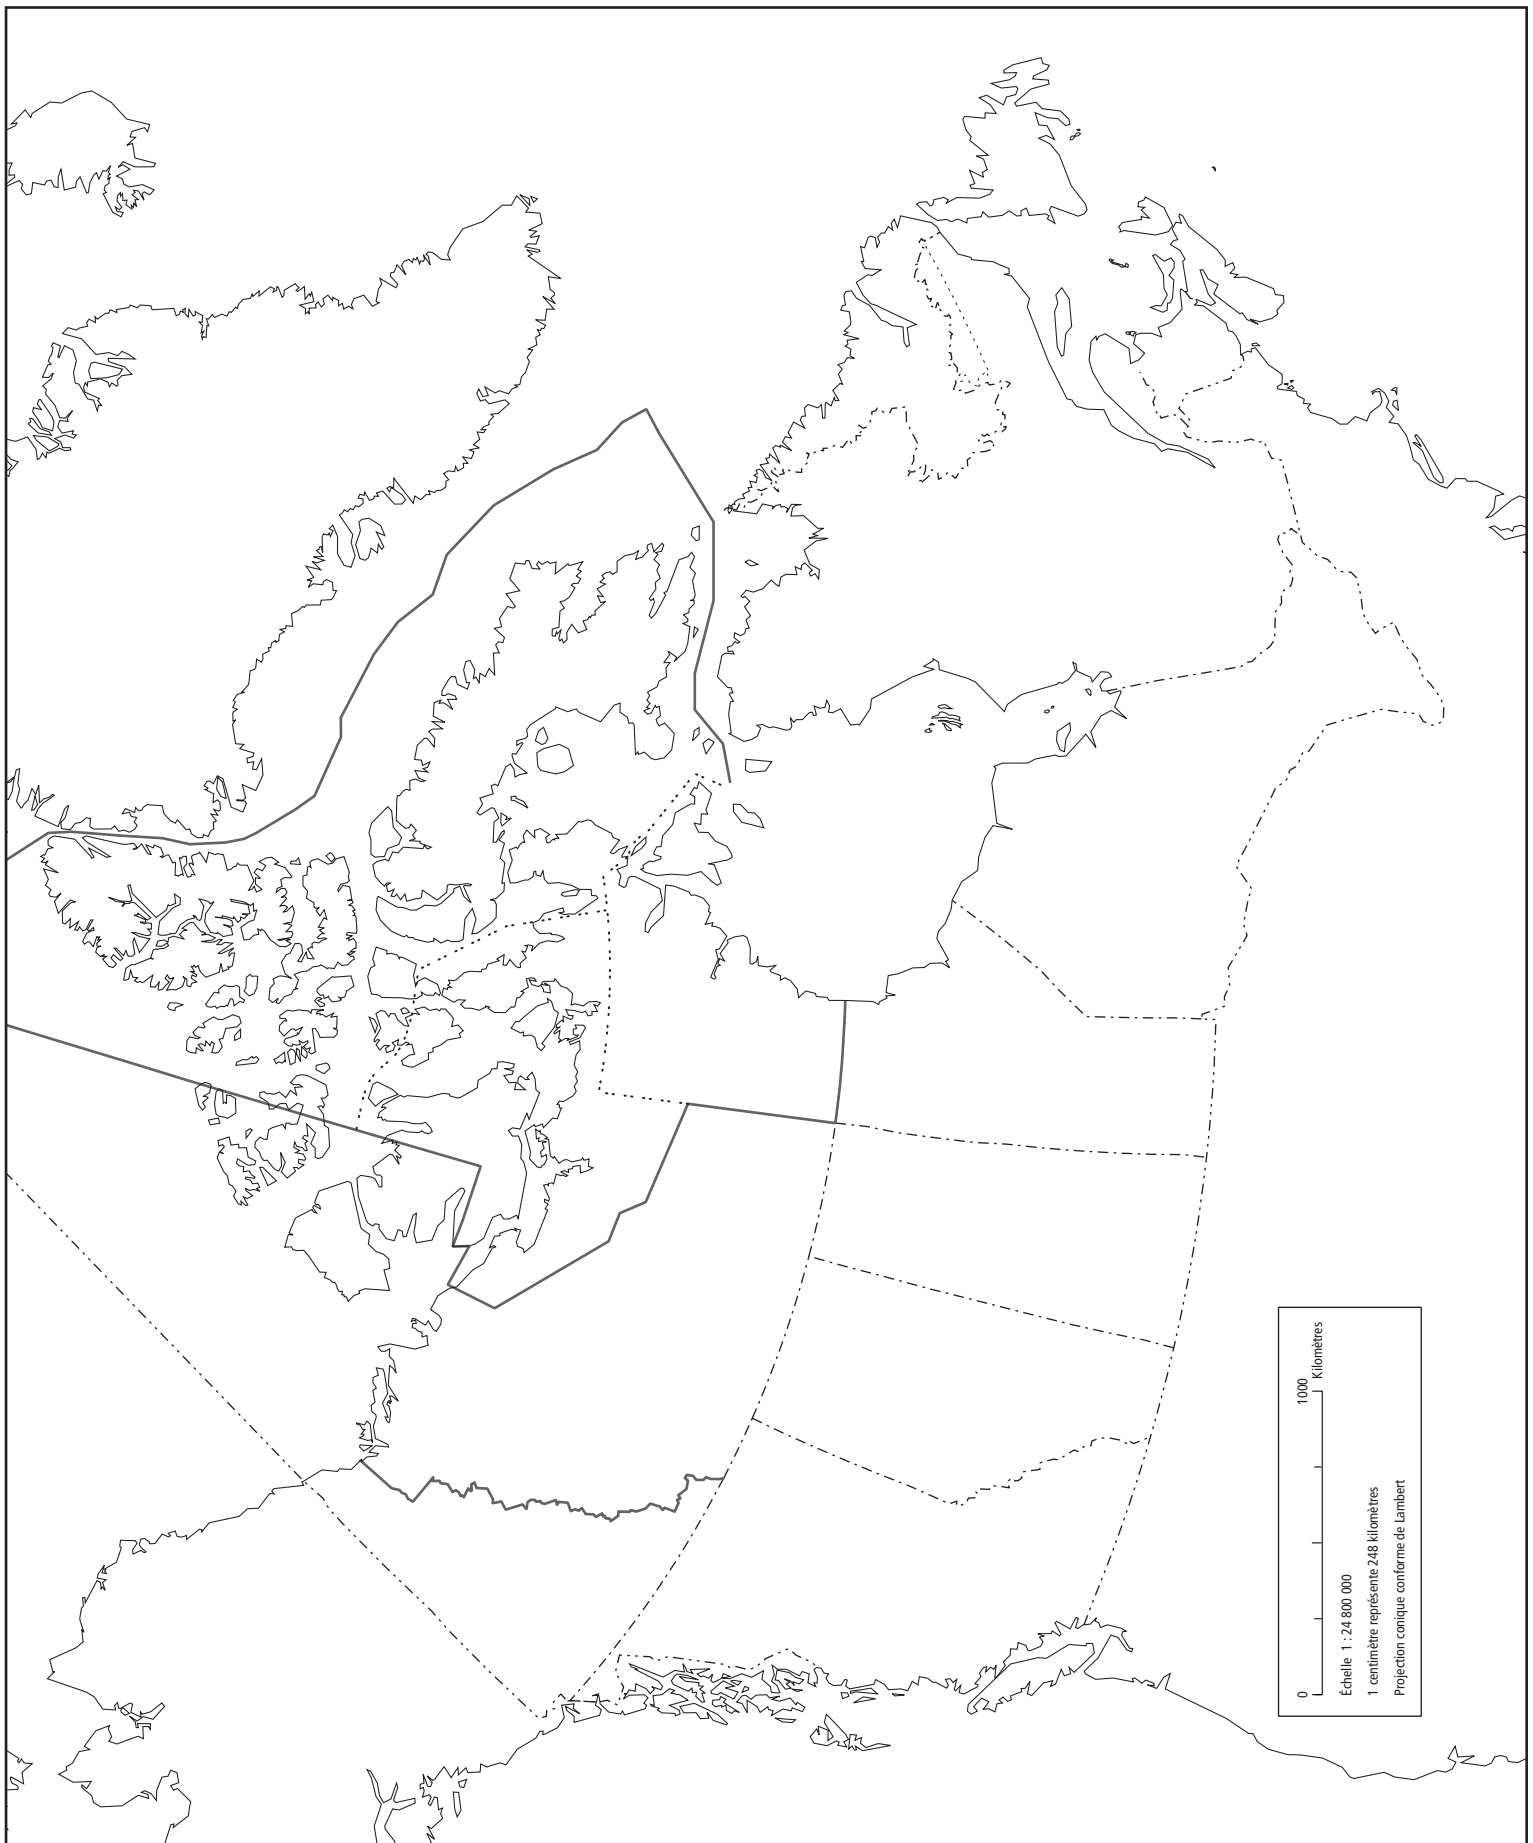 0 1000
Kilomètres
Échelle 1 : 24 800 000
1 centimètre représente 248 kilomètres
Projection conique conforme de Lambert